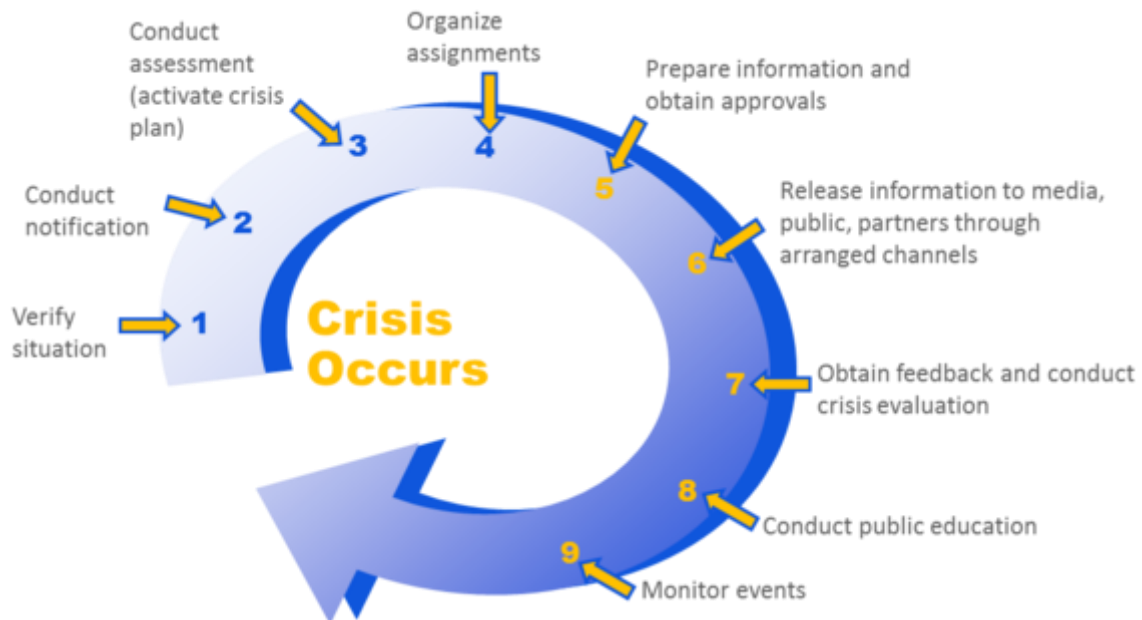 Crisis
Occurs
1
Verify
situation
2
Conduct
notification
3
Conduct
assessment
(activate crisis
plan)
4
Organize
assignments
5
Prepare information and
obtain approvals
6
Release information to media,
public, partners through
arranged channels
7
Obtain feedback and conduct
crisis evaluation
8
Conduct public education
9
Monitor events